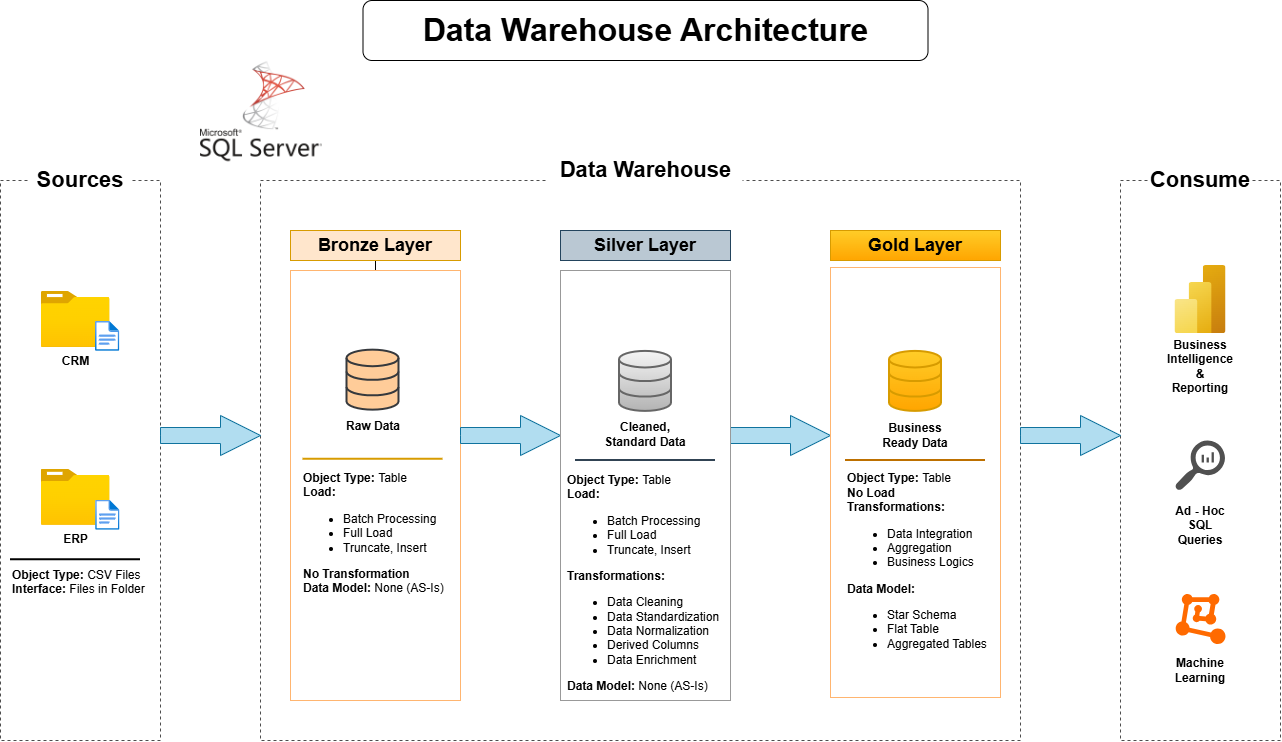 Data Warehouse Architecture
Microsoft®
SQL Server
Sources
CRM
ERP
Object Type: CSV Files
Interface: Files in Folder
Data Warehouse
Bronze Layer
Raw Data
Object Type: Table
Load:
• Batch Processing
• Full Load
• Truncate, Insert
No Transformation
Data Model: None (AS-Is)
Silver Layer
Cleaned,
Standard Data
Object Type: Table
Load:
• Batch Processing
• Full Load
• Truncate, Insert
Transformations:
• Data Cleaning
• Data Standardization
• Data Normalization
• Derived Columns
• Data Enrichment
Data Model: None (AS-Is)
Gold Layer
Business
Ready Data
Object Type: Table
No Load
Transformations:
• Data Integration
• Aggregation
• Business Logics
Data Model:
• Star Schema
• Flat Table
• Aggregated Tables
Consume
Business
Intelligence
&
Reporting
Ad - Hoc
SQL
Queries
Machine
Learning